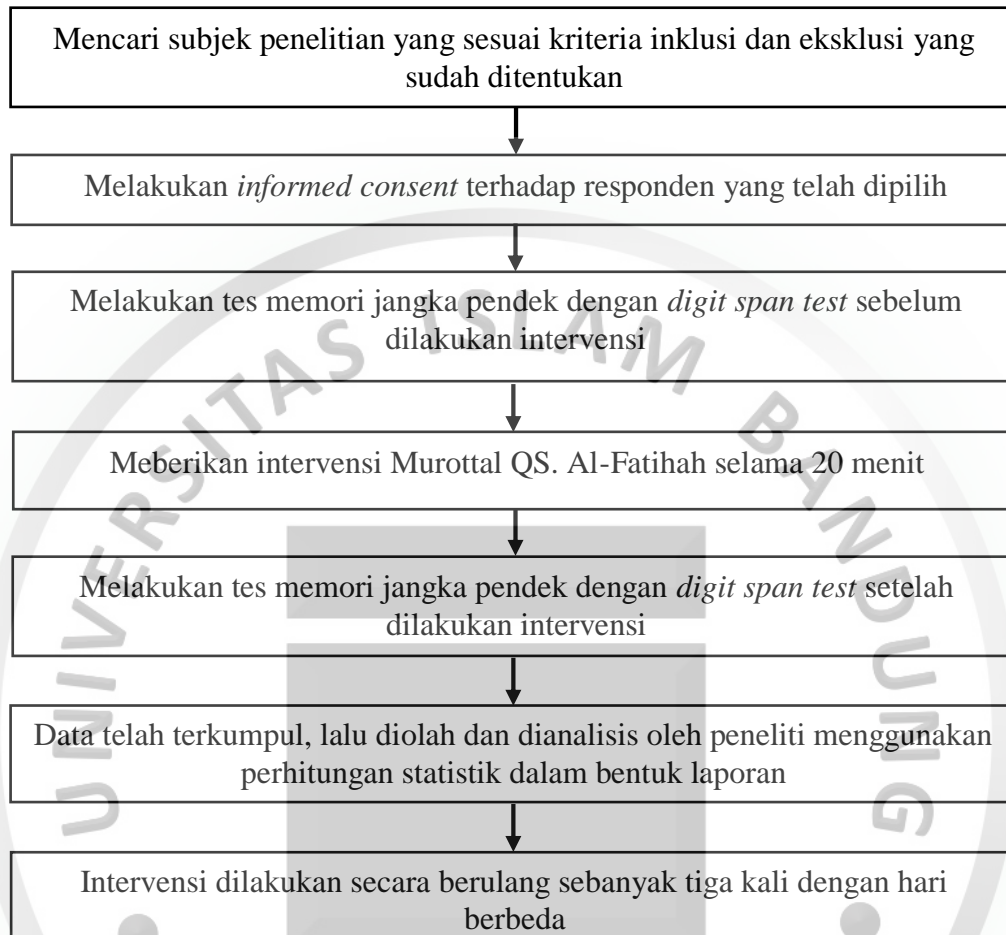 Mencari subjek penelitian yang sesuai kriteria inklusi dan eksklusi yang
sudah ditentukan
Melakukan informed consent terhadap responden yang telah dipilih
Melakukan tes memori jangka pendek dengan digit span test sebelum
dilakukan intervensi
Meberikan intervensi Murottal QS. Al-Fatihah selama 20 menit
Melakukan tes memori jangka pendek dengan digit span test setelah
dilakukan intervensi
Data telah terkumpul, lalu diolah dan dianalisis oleh peneliti menggunakan
perhitungan statistik dalam bentuk laporan
Intervensi dilakukan secara berulang sebanyak tiga kali dengan hari
berbeda
UNIVERSITAS ISLAM BANDUNG